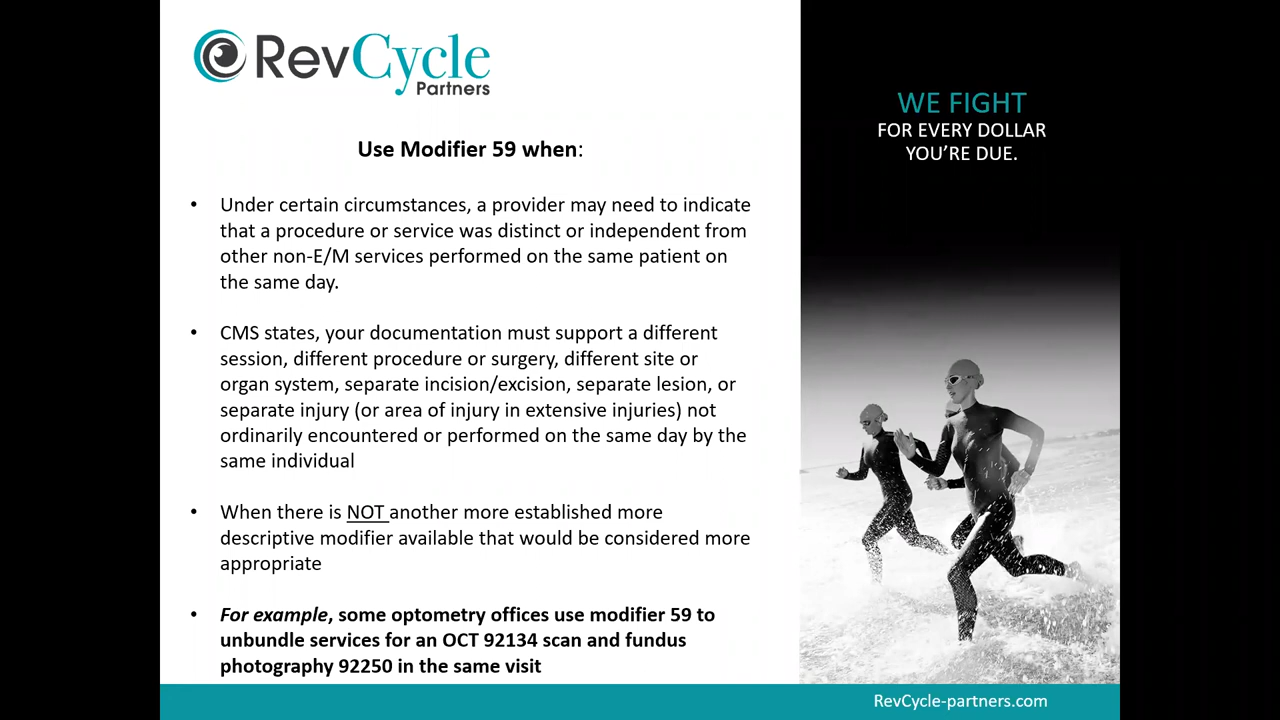 RevCycle
Partners
WE FIGHT
FOR EVERY DOLLAR
YOU'RE DUE.
Use Modifier 59 when:
• Under certain circumstances, a provider may need to indicate
that a procedure or service was distinct or independent from
other non-E/M services performed on the same patient on
the same day.
• CMS states, your documentation must support a different
session, different procedure or surgery, different site or
organ system, separate incision/excision, separate lesion, or
separate injury (or area of injury in extensive injuries) not
ordinarily encountered or performed on the same day by the
same individual
• When there is NOT another more established more
descriptive modifier available that would be considered more
appropriate
• For example, some optometry offices use modifier 59 to
unbundle services for an OCT 92134 scan and fundus
photography 92250 in the same visit
RevCycle-partners.com